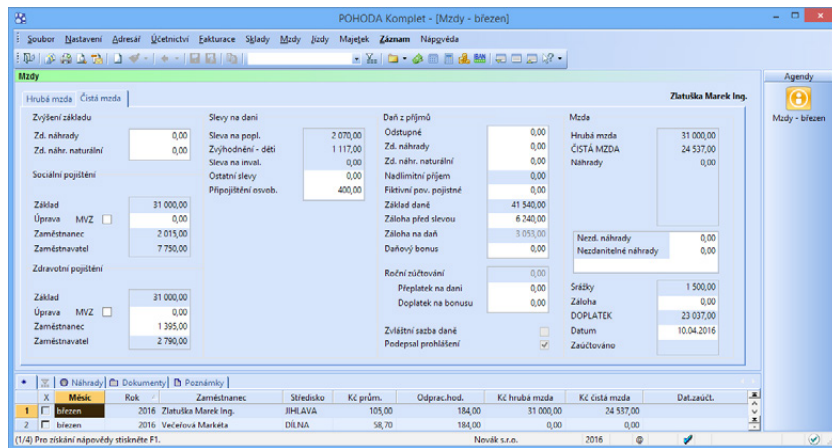 POHODA Komplet - [Mzdy - březen]
Soubor Nastavení Adresář Účetnictví Fakturace Sklady Mzdy Jízdy Majetek Záznam Nápověda
Mzdy
Agendy
Hrubá mzda Čistá mzda
Zlatuška Marek Ing.
Mzdy - březen
Zvýšení základu
Zd. náhrady 0,00
Zd. náhr. naturální 0,00
Sociální pojištění
Základ 31 000,00
Úprava MVZ 0,00
Zaměstnanec 2 015,00
Zaměstnavatel 7 750,00
Zdravotní pojištění
Základ 31 000,00
Úprava MVZ 0,00
Zaměstnanec 1 395,00
Zaměstnavatel 2 790,00
Slevy na dani
Sleva na popl. 2 070,00
Zvýhodnění - děti 1 117,00
Sleva na inval. 0,00
Ostatní slevy 0,00
Připojištění osvob. 400,00
Daň z příjmů
Odstupné 0,00
Zd. náhrady 0,00
Zd. náhr. naturální 0,00
Nadlimitní příjem 0,00
Fiktivní pov. pojistné 0,00
Základ daně 41 540,00
Záloha před slevou 6 240,00
Záloha na daň 3 053,00
Daňový bonus 0,00
Roční zúčtování 0,00
Přeplatek na dani 0,00
Doplatek na bonusu 0,00
Zvláštní sazba daně
Podepsal prohlášení
Mzda
Hrubá mzda 31 000,00
ČISTÁ MZDA 24 537,00
Náhrady 0,00
Nezd. náhrady 0,00
Nezdanitelné náhrady 0,00
Srážky 1 500,00
Záloha 0,00
DOPLATEK 23 037,00
Datum 10.04.2016
Zaúčtováno
Náhrady Dokumenty Poznámky
X Měsíc Rok Zaměstnanec Středisko Kč prům. Odprac.hod. Kč hrubá mzda Kč čistá mzda Dat.zaúčt.
1 březen 2016 Zlatuška Marek Ing. JIHLAVA 105,00 184,00 31 000,00 24 537,00
2 březen 2016 Večeřová Markéta DÍLNA 58,70 184,00 0,00 0,00
(1/4) Pro získání nápovědy stiskněte F1. Novák s.r.o. 2016 @